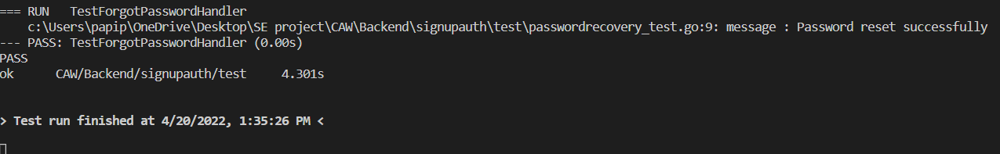 === RUN   TestForgotPasswordHandler
    c:\Users\papip\OneDrive\Desktop\SE project\CAW\Backend\signupauth\test\passwordrecovery_test.go:9: message : Password reset successfully
--- PASS: TestForgotPasswordHandler (0.00s)
PASS
ok      CAW/Backend/signupauth/test     4.301s
> Test run finished at 4/20/2022, 1:35:26 PM <